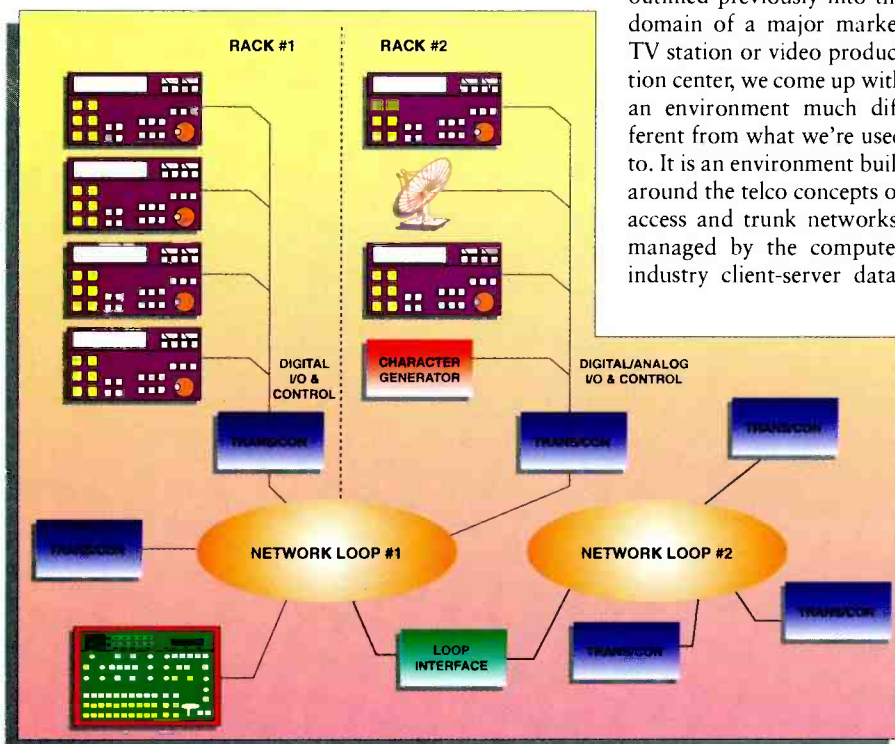 RACK #1
RACK #2
DIGITAL
I/O &
CONTROL
CHARACTER
GENERATOR
DIGITAL/ANALOG
I/O & CONTROL
TRANS/CON
TRANS/CON
TRANS/CON
TRANS/CON
NETWORK LOOP #1
NETWORK LOOP #2
TRANS/CON
TRANS/CON
LOOP
INTERFACE
outlined previously into
domain of a major marke
TV station or video produc
tion center, we come up with
an environment much dif
ferent from what we're used
to. It is an environment buil
around the telco concepts o
access and trunk networks
managed by the compute
industry client-server data